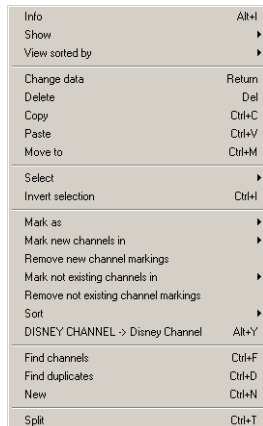 Info Alt+I
Show
View sorted by
Change data Return
Delete Del
Copy Ctrl+C
Paste Ctrl+V
Move to Ctrl+M
Select
Invert selection Ctrl+I
Mark as
Mark new channels in
Remove new channel markings
Mark not existing channels in
Remove not existing channel markings
Sort
DISNEY CHANNEL -> Disney Channel Alt+Y
Find channels Ctrl+F
Find duplicates Ctrl+D
New Ctrl+N
Split Ctrl+T